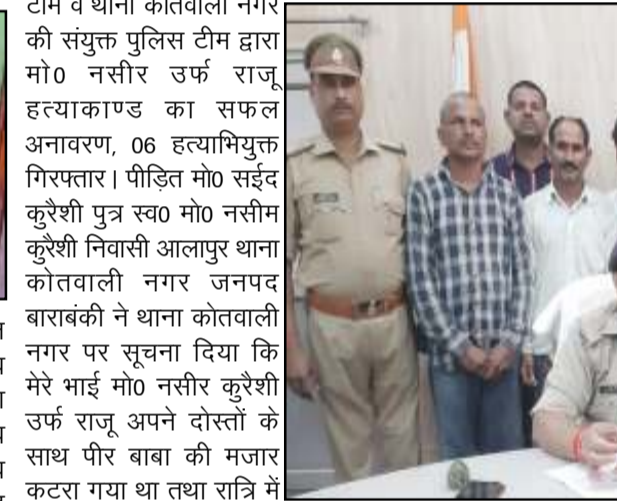 टीम व थाना कोतवाली नगर
की संयुक्त पुलिस टीम द्वारा
मो0 नसीर उर्फ राजू
हत्याकाण्ड का सफल
अनावरण, 06 हत्याभियुक्त
गिरफ्तार। पीड़ित मो0 सईद
कुरैशी पुत्र स्व0 मो0 नसीम
कुरैशी निवासी आलापुर थाना
कोतवाली नगर जनपद
बाराबंकी ने थाना कोतवाली
नगर पर सूचना दिया कि
मेरे भाई मो0 नसीर कुरैशी
उर्फ राजू अपने दोस्तों के
साथ पीर बाबा की मजार
कटरा गया था तथा रात्रि में